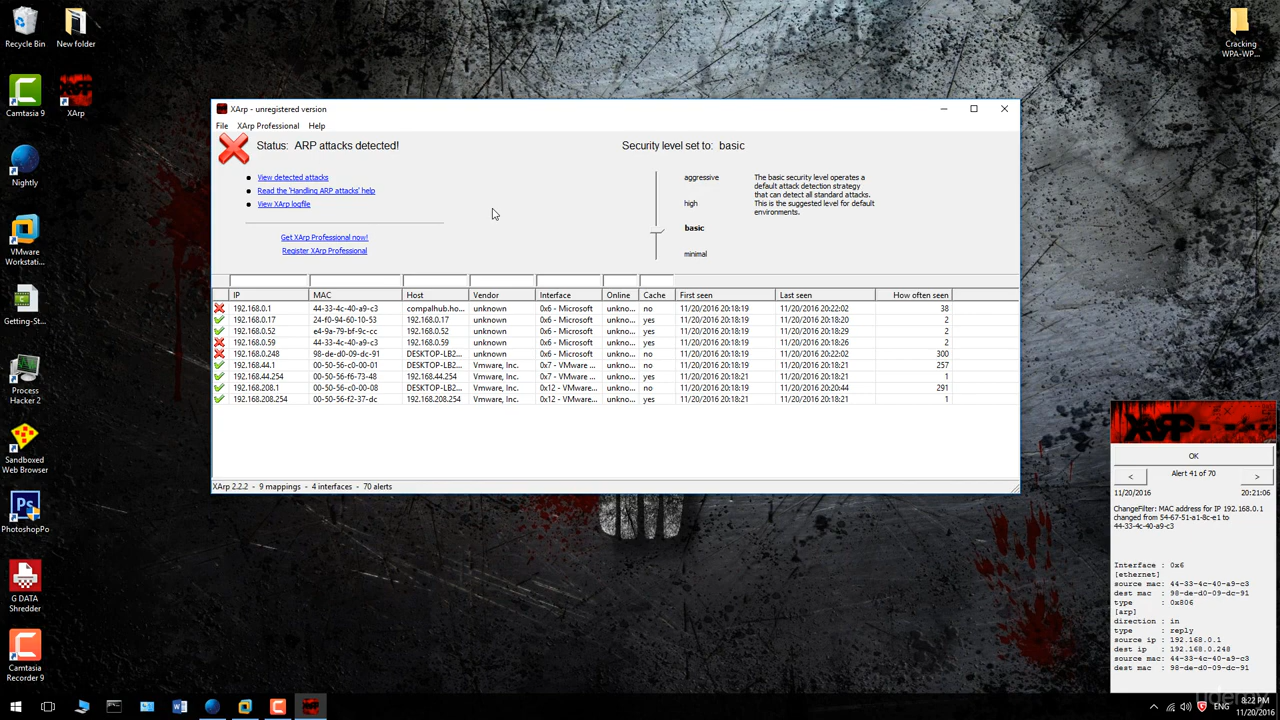 Recycle Bin
New folder
Cracking
WPA-WP...
Camtasia 9
XArp
Nightly
VMware
Workstati...
Getting-St...
Process
Hacker 2
Sandboxed
Web Browser
PhotoshopPo
G DATA
Shredder
Camtasia
Recorder 9
XArp - unregistered version
File XArp Professional Help
Status: ARP attacks detected!
Security level set to: basic
View detected attacks
Read the 'Handling ARP attacks' help
View XArp logfile
Get XArp Professional now!
Register XArp Professional
aggressive
high
basic
minimal
The basic security level operates a
default attack detection strategy
that can detect all standard attacks.
This is the suggested level for default
environments.
IP MAC Host Vendor Interface Online Cache First seen Last seen How often seen
192.168.0.1 44-33-4c-40-a9-c3 compalhub.ho... unknown 0x6 - Microsoft unkno... no 11/20/2016 20:18:19 11/20/2016 20:22:02 38
192.168.0.17 24-f0-94-60-10-53 192.168.0.17 unknown 0x6 - Microsoft unkno... yes 11/20/2016 20:18:19 11/20/2016 20:18:20 2
192.168.0.52 e4-9a-79-bf-9c-cc 192.168.0.52 unknown 0x6 - Microsoft unkno... yes 11/20/2016 20:18:19 11/20/2016 20:18:29 2
192.168.0.59 44-33-4c-40-a9-c3 192.168.0.59 unknown 0x6 - Microsoft unkno... yes 11/20/2016 20:18:19 11/20/2016 20:18:26 2
192.168.0.248 98-de-d0-09-dc-91 DESKTOP-LB2... unknown 0x6 - Microsoft unkno... no 11/20/2016 20:18:19 11/20/2016 20:22:02 300
192.168.44.1 00-50-56-c0-00-01 DESKTOP-LB2... Vmware, Inc. 0x7 - VMware... unkno... no 11/20/2016 20:18:19 11/20/2016 20:18:21 257
192.168.44.254 00-50-56-f6-73-48 192.168.44.254 Vmware, Inc. 0x7 - VMware ... unkno... yes 11/20/2016 20:18:21 11/20/2016 20:18:21 1
192.168.208.1 00-50-56-c0-00-08 DESKTOP-LB2... Vmware, Inc. 0x12 - VMware... unkno... no 11/20/2016 20:18:19 11/20/2016 20:20:44 291
192.168.208.254 00-50-56-f2-37-dc 192.168.208.254 Vmware, Inc. 0x12 - VMware... unkno... yes 11/20/2016 20:18:21 11/20/2016 20:18:21 1
XArp 2.2.2 - 9 mappings - 4 interfaces - 70 alerts
OK
< Alert 41 of 70 >
11/20/2016 20:21:06
ChangeFilter: MAC address for IP 192.168.0.1
changed from 54-67-51-a1-8c-e1 to
44-33-4c-40-a9-c3
Interface : 0x6
[ethernet]
source mac: 44-33-4c-40-a9-c3
dest mac : 98-de-d0-09-dc-91
type : 0x806
[arp]
direction : in
type : reply
source ip : 192.168.0.1
dest ip : 192.168.0.248
source mac: 44-33-4c-40-a9-c3
dest mac : 98-de-d0-09-dc-91
udemy
ENG
8:22 PM
11/20/2016